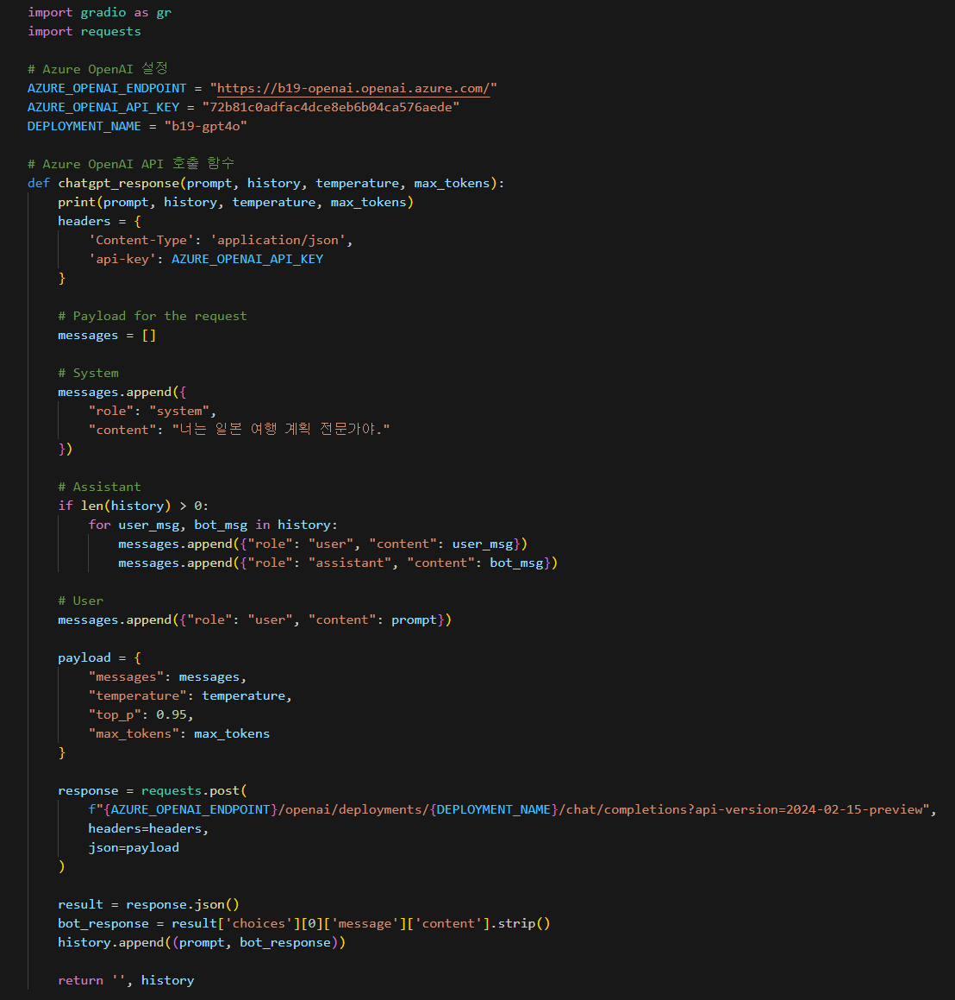 import gradio as gr
import requests
# Azure OpenAI 설정
AZURE_OPENAI_ENDPOINT = "https://b19-openai.openai.azure.com/"
AZURE_OPENAI_API_KEY = "72b81c0adfac4dce8eb6b04ca576aede"
DEPLOYMENT_NAME = "b19-gpt4o"
# Azure OpenAI API 호출 함수
def chatgpt_response(prompt, history, temperature, max_tokens):
    print(prompt, history, temperature, max_tokens)
    headers = {
        'Content-Type': 'application/json',
        'api-key': AZURE_OPENAI_API_KEY
    }
    # Payload for the request
    messages = []
    # System
    messages.append({
        "role": "system",
        "content": "너는 일본 여행 계획 전문가야."
    })
    # Assistant
    if len(history) > 0:
        for user_msg, bot_msg in history:
            messages.append({"role": "user", "content": user_msg})
            messages.append({"role": "assistant", "content": bot_msg})
    # User
    messages.append({"role": "user", "content": prompt})
    payload = {
        "messages": messages,
        "temperature": temperature,
        "top_p": 0.95,
        "max_tokens": max_tokens
    }
    response = requests.post(
        f"{AZURE_OPENAI_ENDPOINT}/openai/deployments/{DEPLOYMENT_NAME}/chat/completions?api-version=2024-02-15-preview",
        headers=headers,
        json=payload
    )
    result = response.json()
    bot_response = result['choices'][0]['message']['content'].strip()
    history.append((prompt, bot_response))
    return '', history